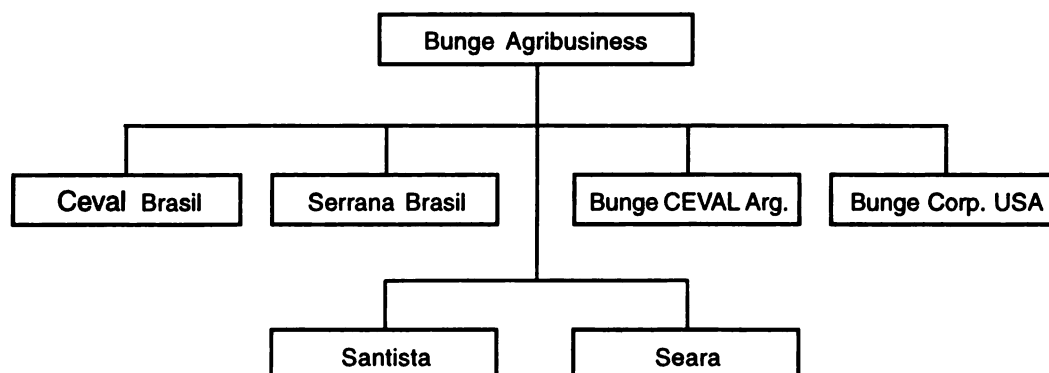 Bunge Agribusiness
Ceval Brasil
Serrana Brasil
Bunge CEVAL Arg.
Bunge Corp. USA
Santista
Seara